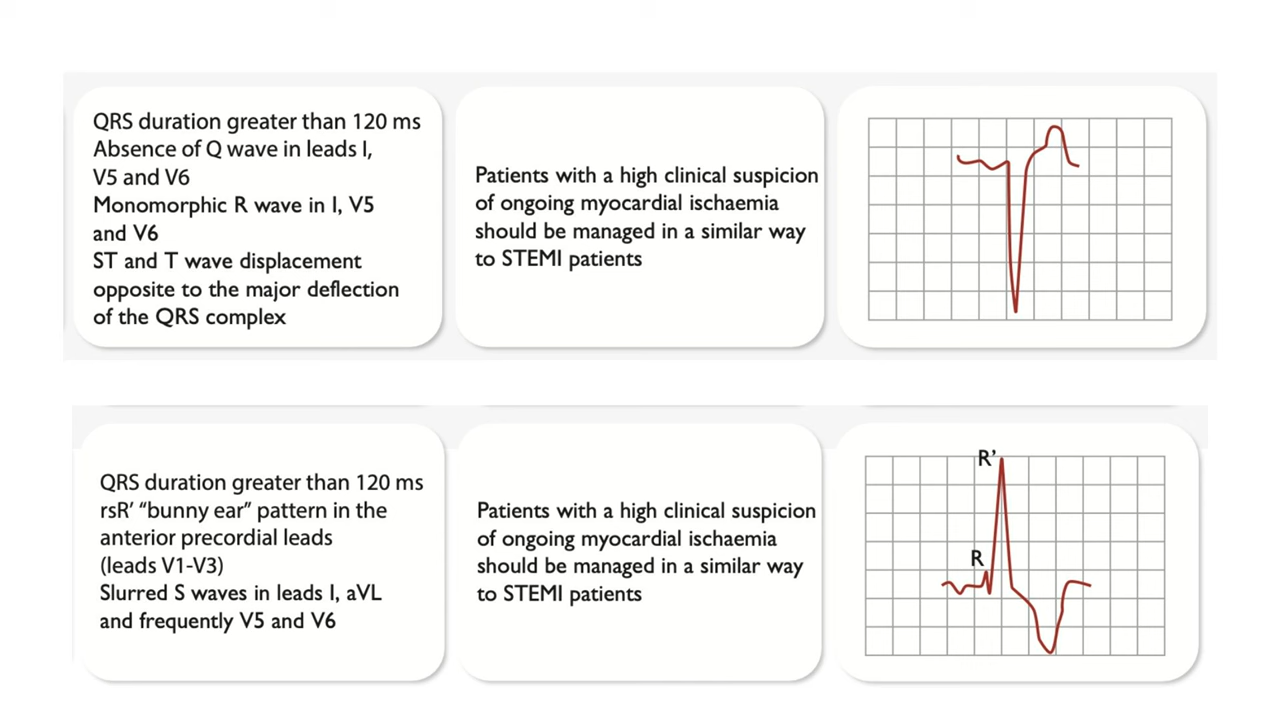 QRS duration greater than 120 ms
Absence of Q wave in leads I,
V5 and V6
Monomorphic R wave in I, V5
and V6
ST and T wave displacement
opposite to the major deflection
of the QRS complex
Patients with a high clinical suspicion
of ongoing myocardial ischaemia
should be managed in a similar way
to STEMI patients
QRS duration greater than 120 ms
rsR’ “bunny ear” pattern in the
anterior precordial leads
(leads V1-V3)
Slurred S waves in leads I, aVL
and frequently V5 and V6
Patients with a high clinical suspicion
of ongoing myocardial ischaemia
should be managed in a similar way
to STEMI patients
R’
R